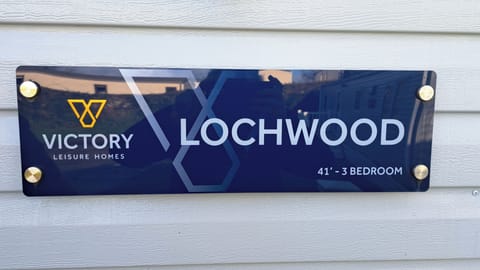 VICTORY
LEISURE HOMES
LOCHWOOD
41' - 3 BEDROOM